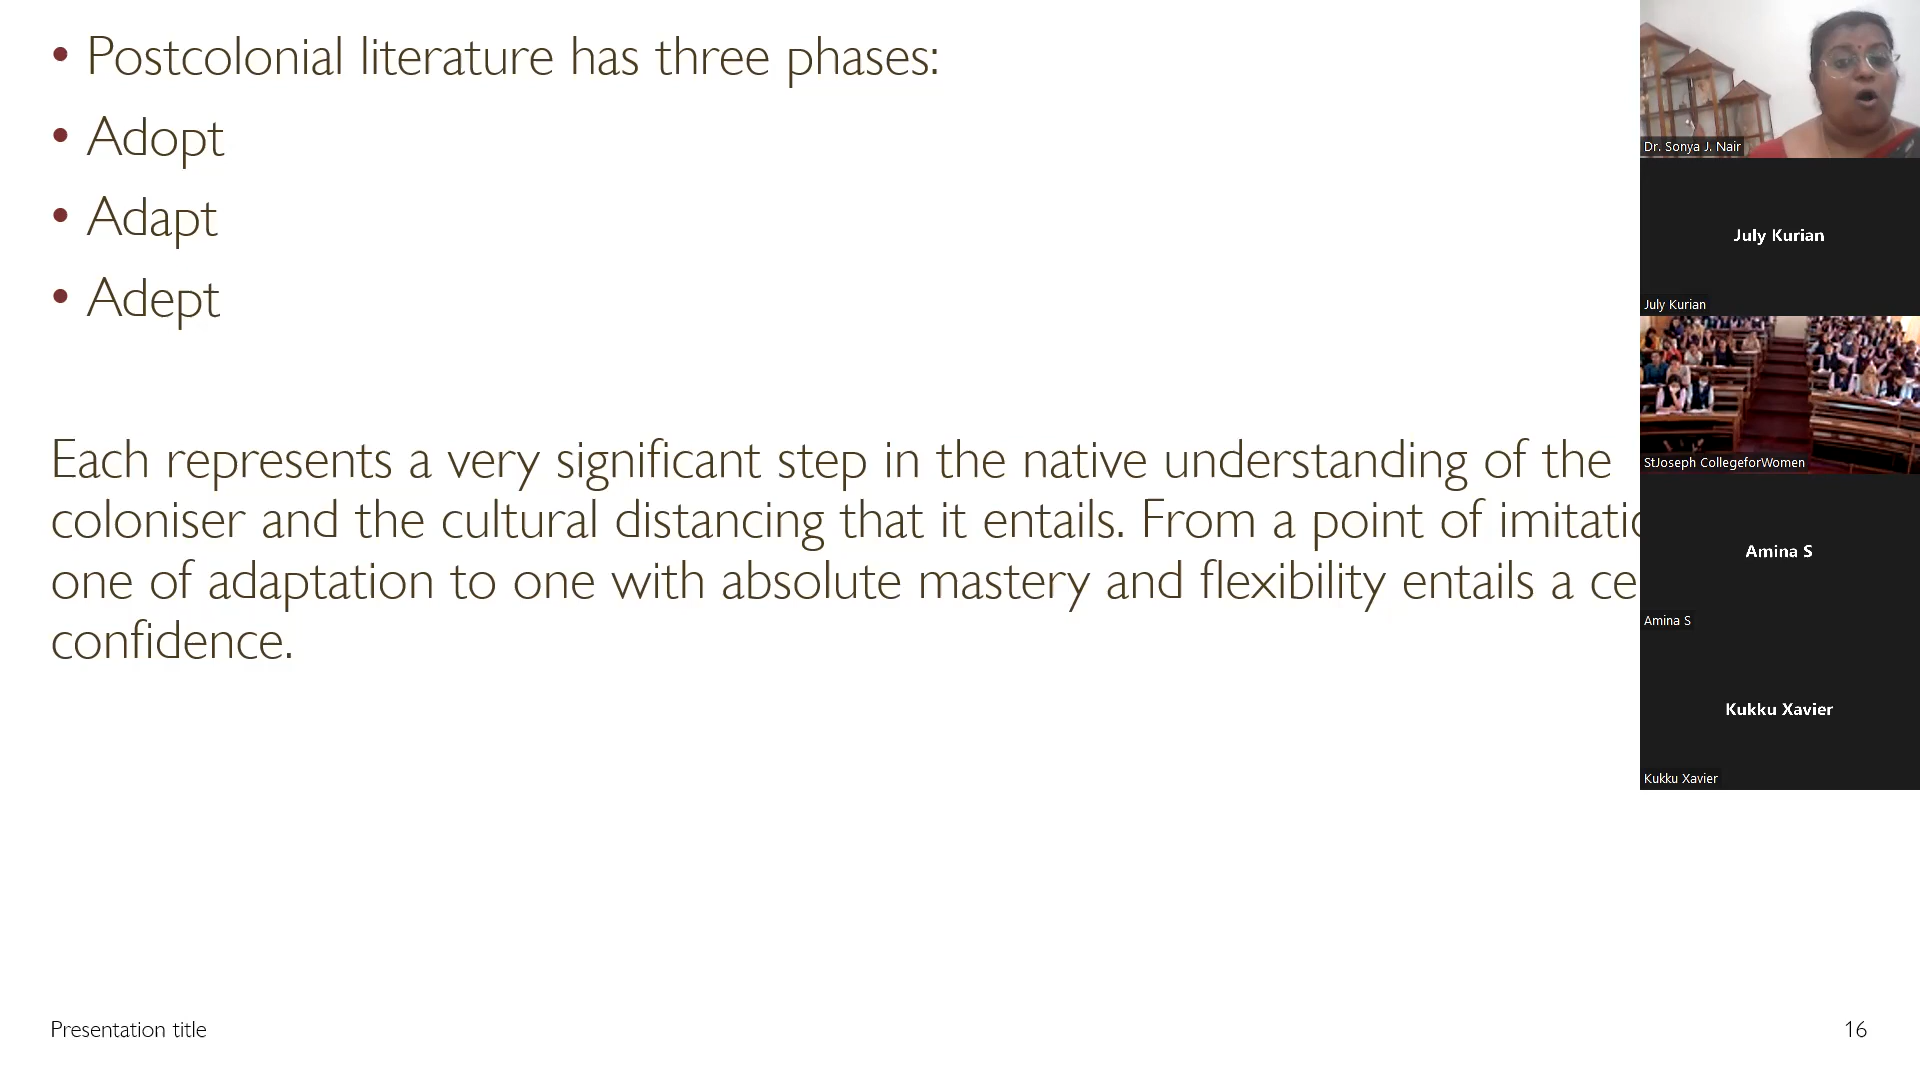 • Postcolonial literature has three phases:
• Adopt
• Adapt
• Adept
Each represents a very significant step in the native understanding of the
coloniser and the cultural distancing that it entails. From a point of
one of adaptation to one with absolute mastery and flexibility entails a
confidence.
Presentation title
16
Dr. Sonya J. Nair
July Kurian
July Kurian
StJoseph CollegeforWomen
Amina S
Amina S
Kukku Xavier
Kukku Xavier